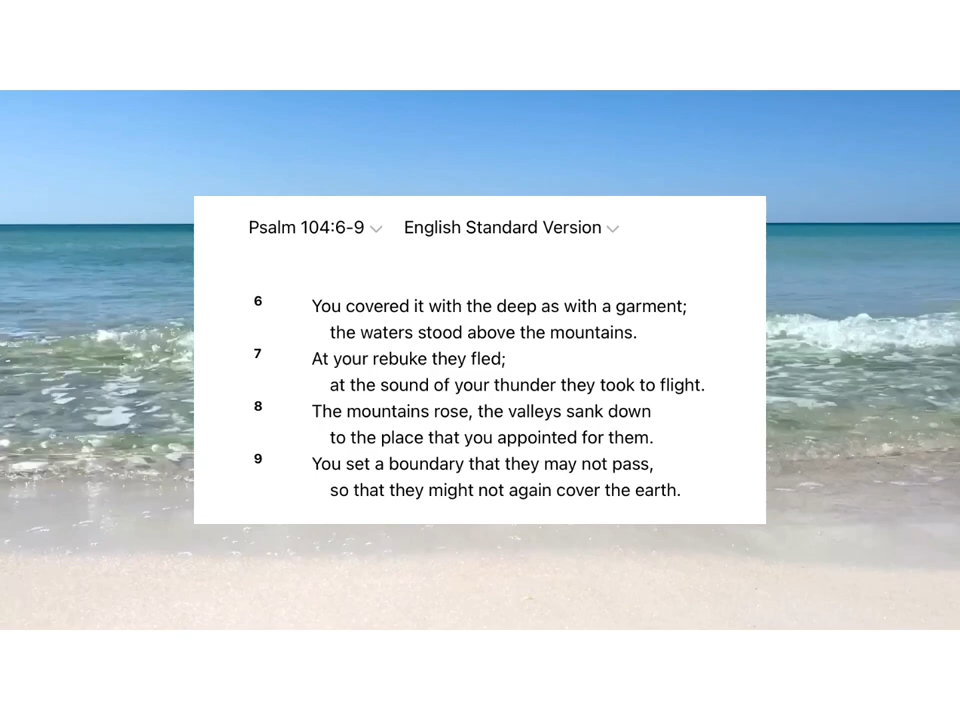 Psalm 104:6-9 English Standard Version
6 You covered it with the deep as with a garment;
the waters stood above the mountains.
7 At your rebuke they fled;
at the sound of your thunder they took to flight.
8 The mountains rose, the valleys sank down
to the place that you appointed for them.
9 You set a boundary that they may not pass,
so that they might not again cover the earth.